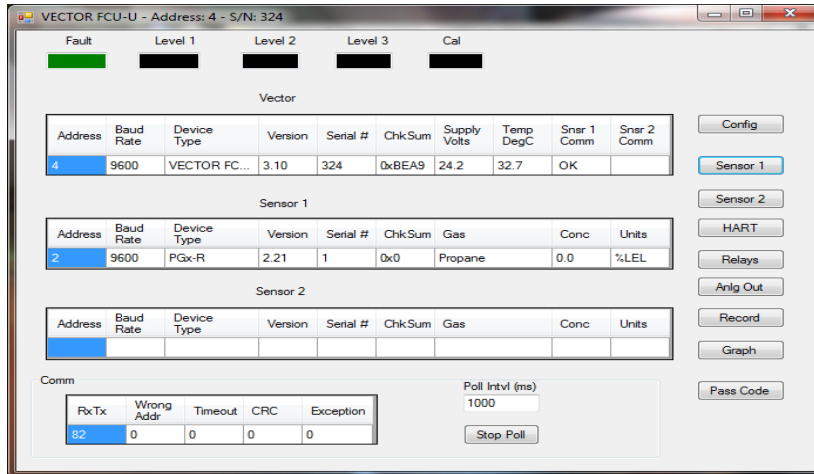 VECTOR FCU-U - Address: 4 - S/N: 324
Fault Level 1 Level 2 Level 3 Cal
Vector
Address Baud Rate Device Type Version Serial # ChkSum Supply Volts Temp DegC Snsr 1 Comm Snsr 2 Comm
4 9600 VECTOR FC... 3.10 324 0xBEA9 24.2 32.7 OK
Config
Sensor 1
Sensor 1
Address Baud Rate Device Type Version Serial # ChkSum Gas Conc Units
2 9600 PGx-R 2.21 1 0x0 Propane 0.0 %LEL
Sensor 2
HART
Relays
Sensor 2
Address Baud Rate Device Type Version Serial # ChkSum Gas Conc Units
Anlg Out
Record
Graph
Comm
RxTx Wrong Addr Timeout CRC Exception
82 0 0 0 0
Poll Intvl (ms)
1000
Stop Poll
Pass Code